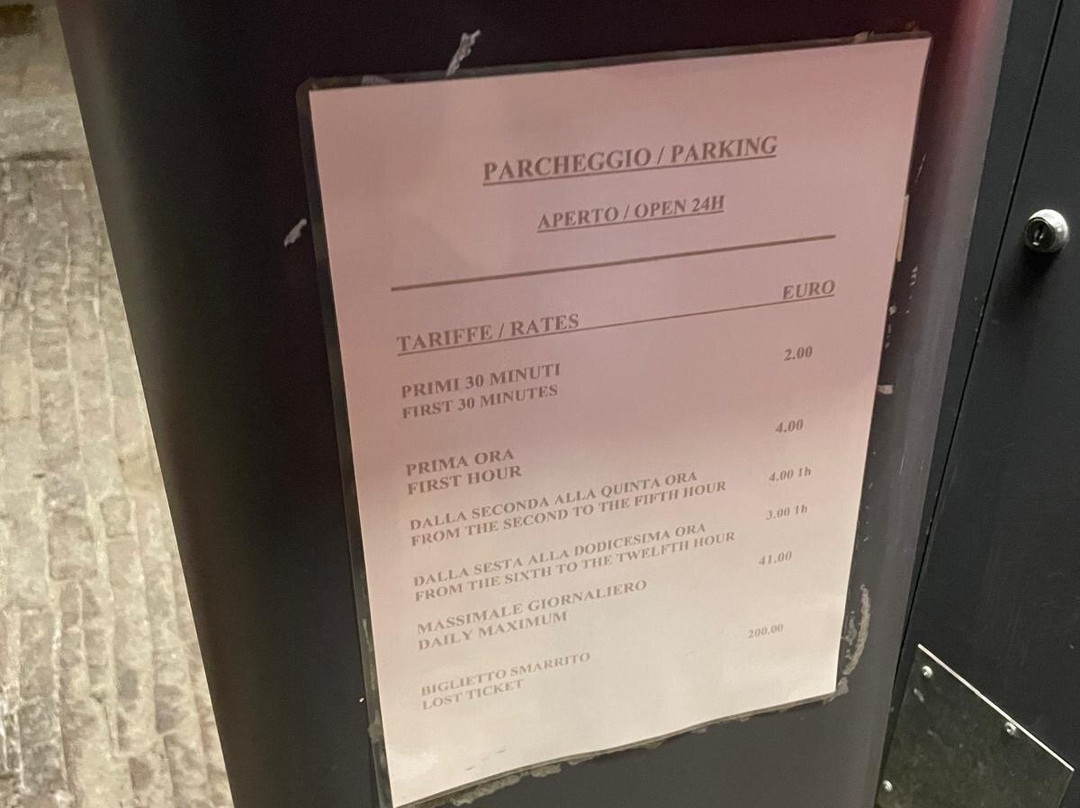 PARCHEGGIO / PARKING
APERTO / OPEN 24H
EURO
TARIFFE / RATES
PRIMI 30 MINUTI 2.00
FIRST 30 MINUTES
PRIMA ORA 4.00
FIRST HOUR
DALLA SECONDA ALLA QUINTA ORA 4.00 1h
FROM THE SECOND TO THE FIFTH HOUR
DALLA SESTA ALLA DODICESIMA ORA 3.00 1h
FROM THE SIXTH TO THE TWELFTH HOUR
MASSIMALE GIORNALIERO 41.00
DAILY MAXIMUM
BIGLIETTO SMARRITO 200.00
LOST TICKET